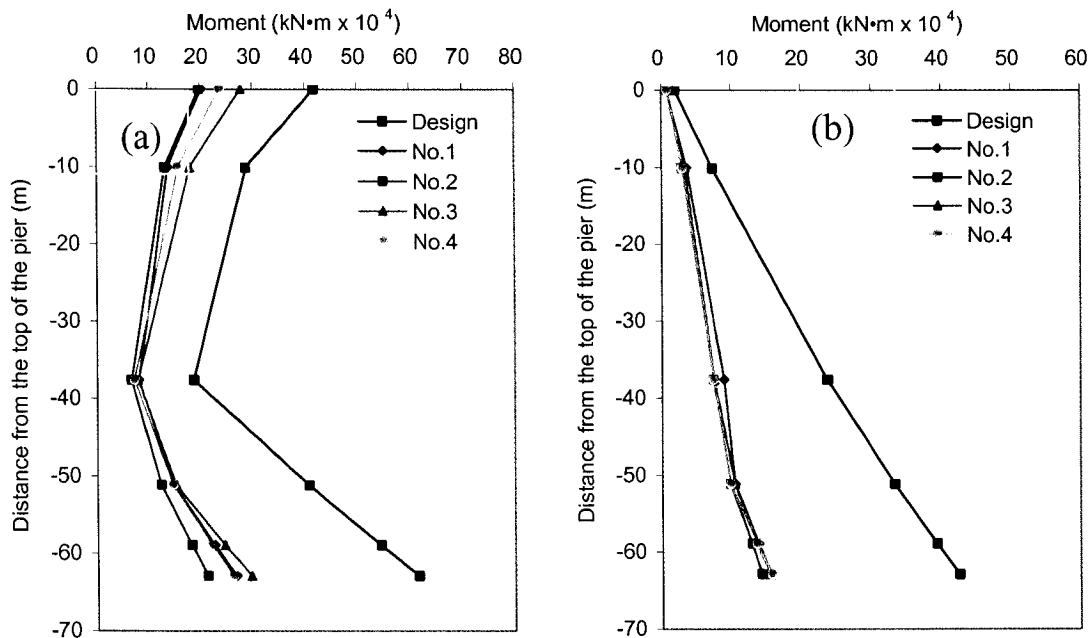 Moment (kN•m x 10 ⁴)
0 10 20 30 40 50 60 70 80
Distance from the top of the pier (m)
0
-10
-20
-30
-40
-50
-60
-70
(a)
Design
No.1
No.2
No.3
No.4
Moment (kN•m x 10 ⁴)
0 10 20 30 40 50 60
Distance from the top of the pier (m)
0
-10
-20
-30
-40
-50
-60
-70
(b)
Design
No.1
No.2
No.3
No.4